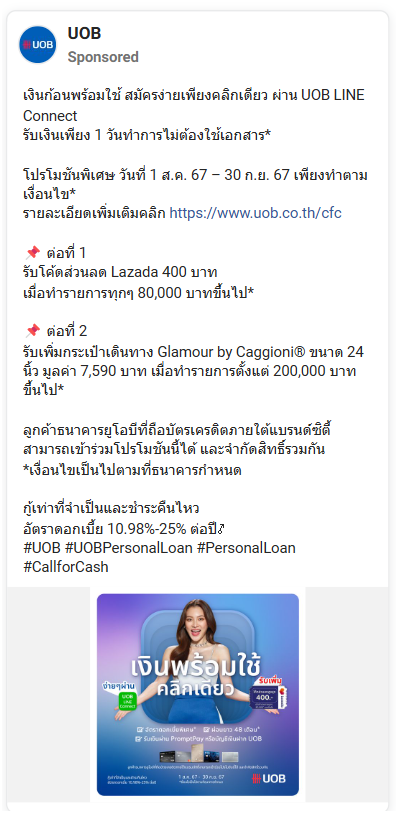 UOB
UOB
Sponsored
เงินก้อนพร้อมใช้ สมัครง่ายเพียงคลิกเดียว ผ่าน UOB LINE
Connect
รับเงินเพียง 1 วันทำการไม่ต้องใช้เอกสาร*
โปรโมชันพิเศษ วันที่ 1 ส.ค. 67 – 30 ก.ย. 67 เพียงทำตาม
เงื่อนไข*
รายละเอียดเพิ่มเติมคลิก https://www.uob.co.th/cfc
📌 ต่อที่ 1
รับโค้ดส่วนลด Lazada 400 บาท
เมื่อทำรายการทุกๆ 80,000 บาทขึ้นไป*
📌 ต่อที่ 2
รับเพิ่มกระเป๋าเดินทาง Glamour by Caggioni® ขนาด 24
นิ้ว มูลค่า 7,590 บาท เมื่อทำรายการตั้งแต่ 200,000 บาท
ขึ้นไป*
ลูกค้าธนาคารยูโอบีที่ถือบัตรเครดิตภายใต้แบรนด์ซิตี้
สามารถเข้าร่วมโปรโมชันนี้ได้ และจำกัดสิทธิ์รวมกัน
*เงื่อนไขเป็นไปตามที่ธนาคารกำหนด
กู้เท่าที่จำเป็นและชำระคืนไหว
อัตราดอกเบี้ย 10.98%-25% ต่อปี
#UOB #UOBPersonalLoan #PersonalLoan
#CallforCash
เงินพร้อมใช้
คลิกเดียว
ง่ายๆผ่าน
UOB
LINE
Connect
รับเพิ่ม
400.-
อัตราดอกเบี้ยพิเศษ*
ผ่อนยาว 48 เดือน*
รับเงินผ่าน PromptPay หรือบัญชีเงินฝาก UOB
1 ส.ค. 67 - 30 ก.ย. 67
UOB